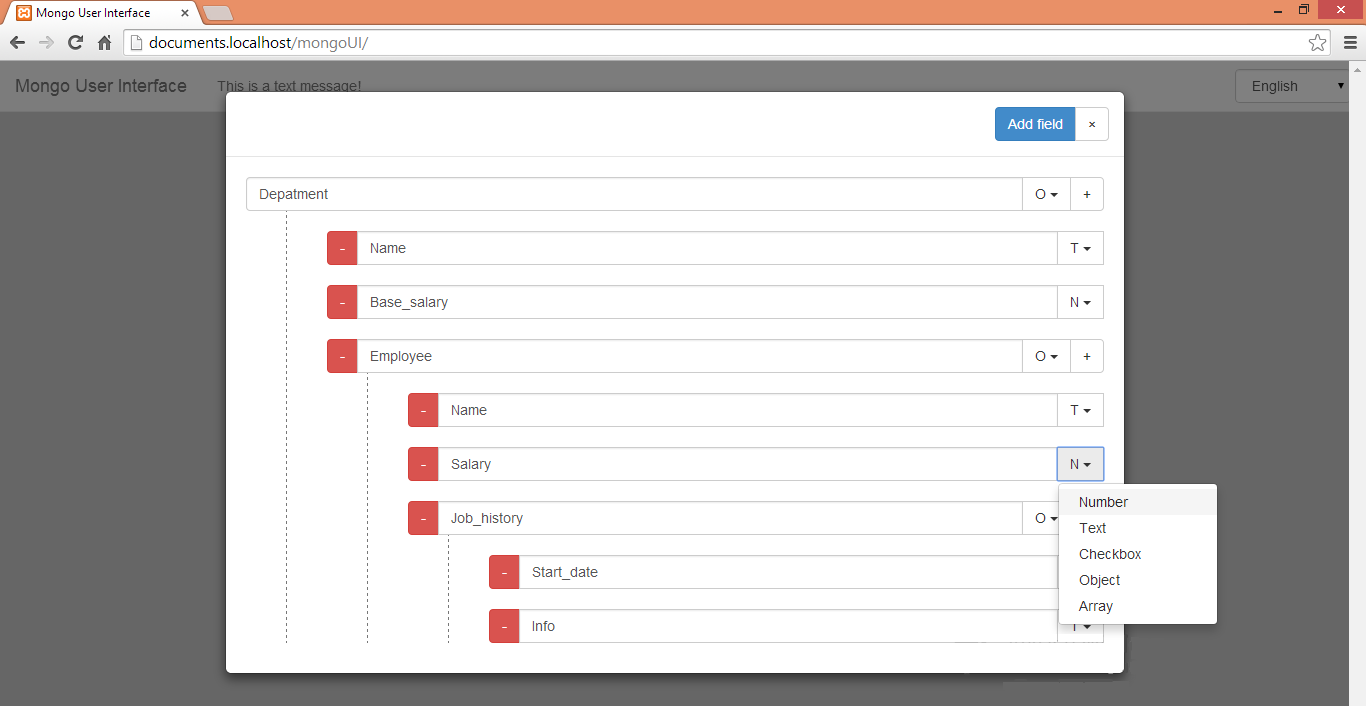 Mongo User Interface
documents.localhost/mongoUI/
Mongo User Interface This is a text message! English
Add field ×
Depatment O +
- Name T
- Base_salary N
- Employee O +
- Name T
- Salary N
Number
- Job_history O
Text
Checkbox
- Start_date
Object
Array
- Info T